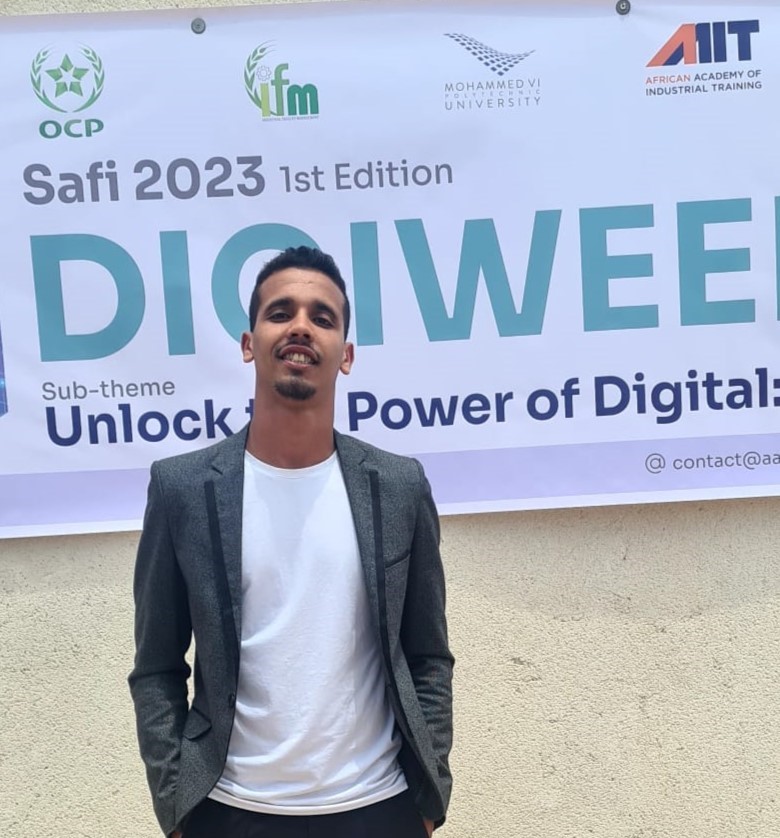 OCP
ifm
MOHAMMED VI
POLYTECHNIC
UNIVERSITY
AIIT
AFRICAN ACADEMY OF
INDUSTRIAL TRAINING
Safi 2023 1st Edition
DIGIWEE
Sub-theme
Unlock Power of Digital:
@ contact@aa